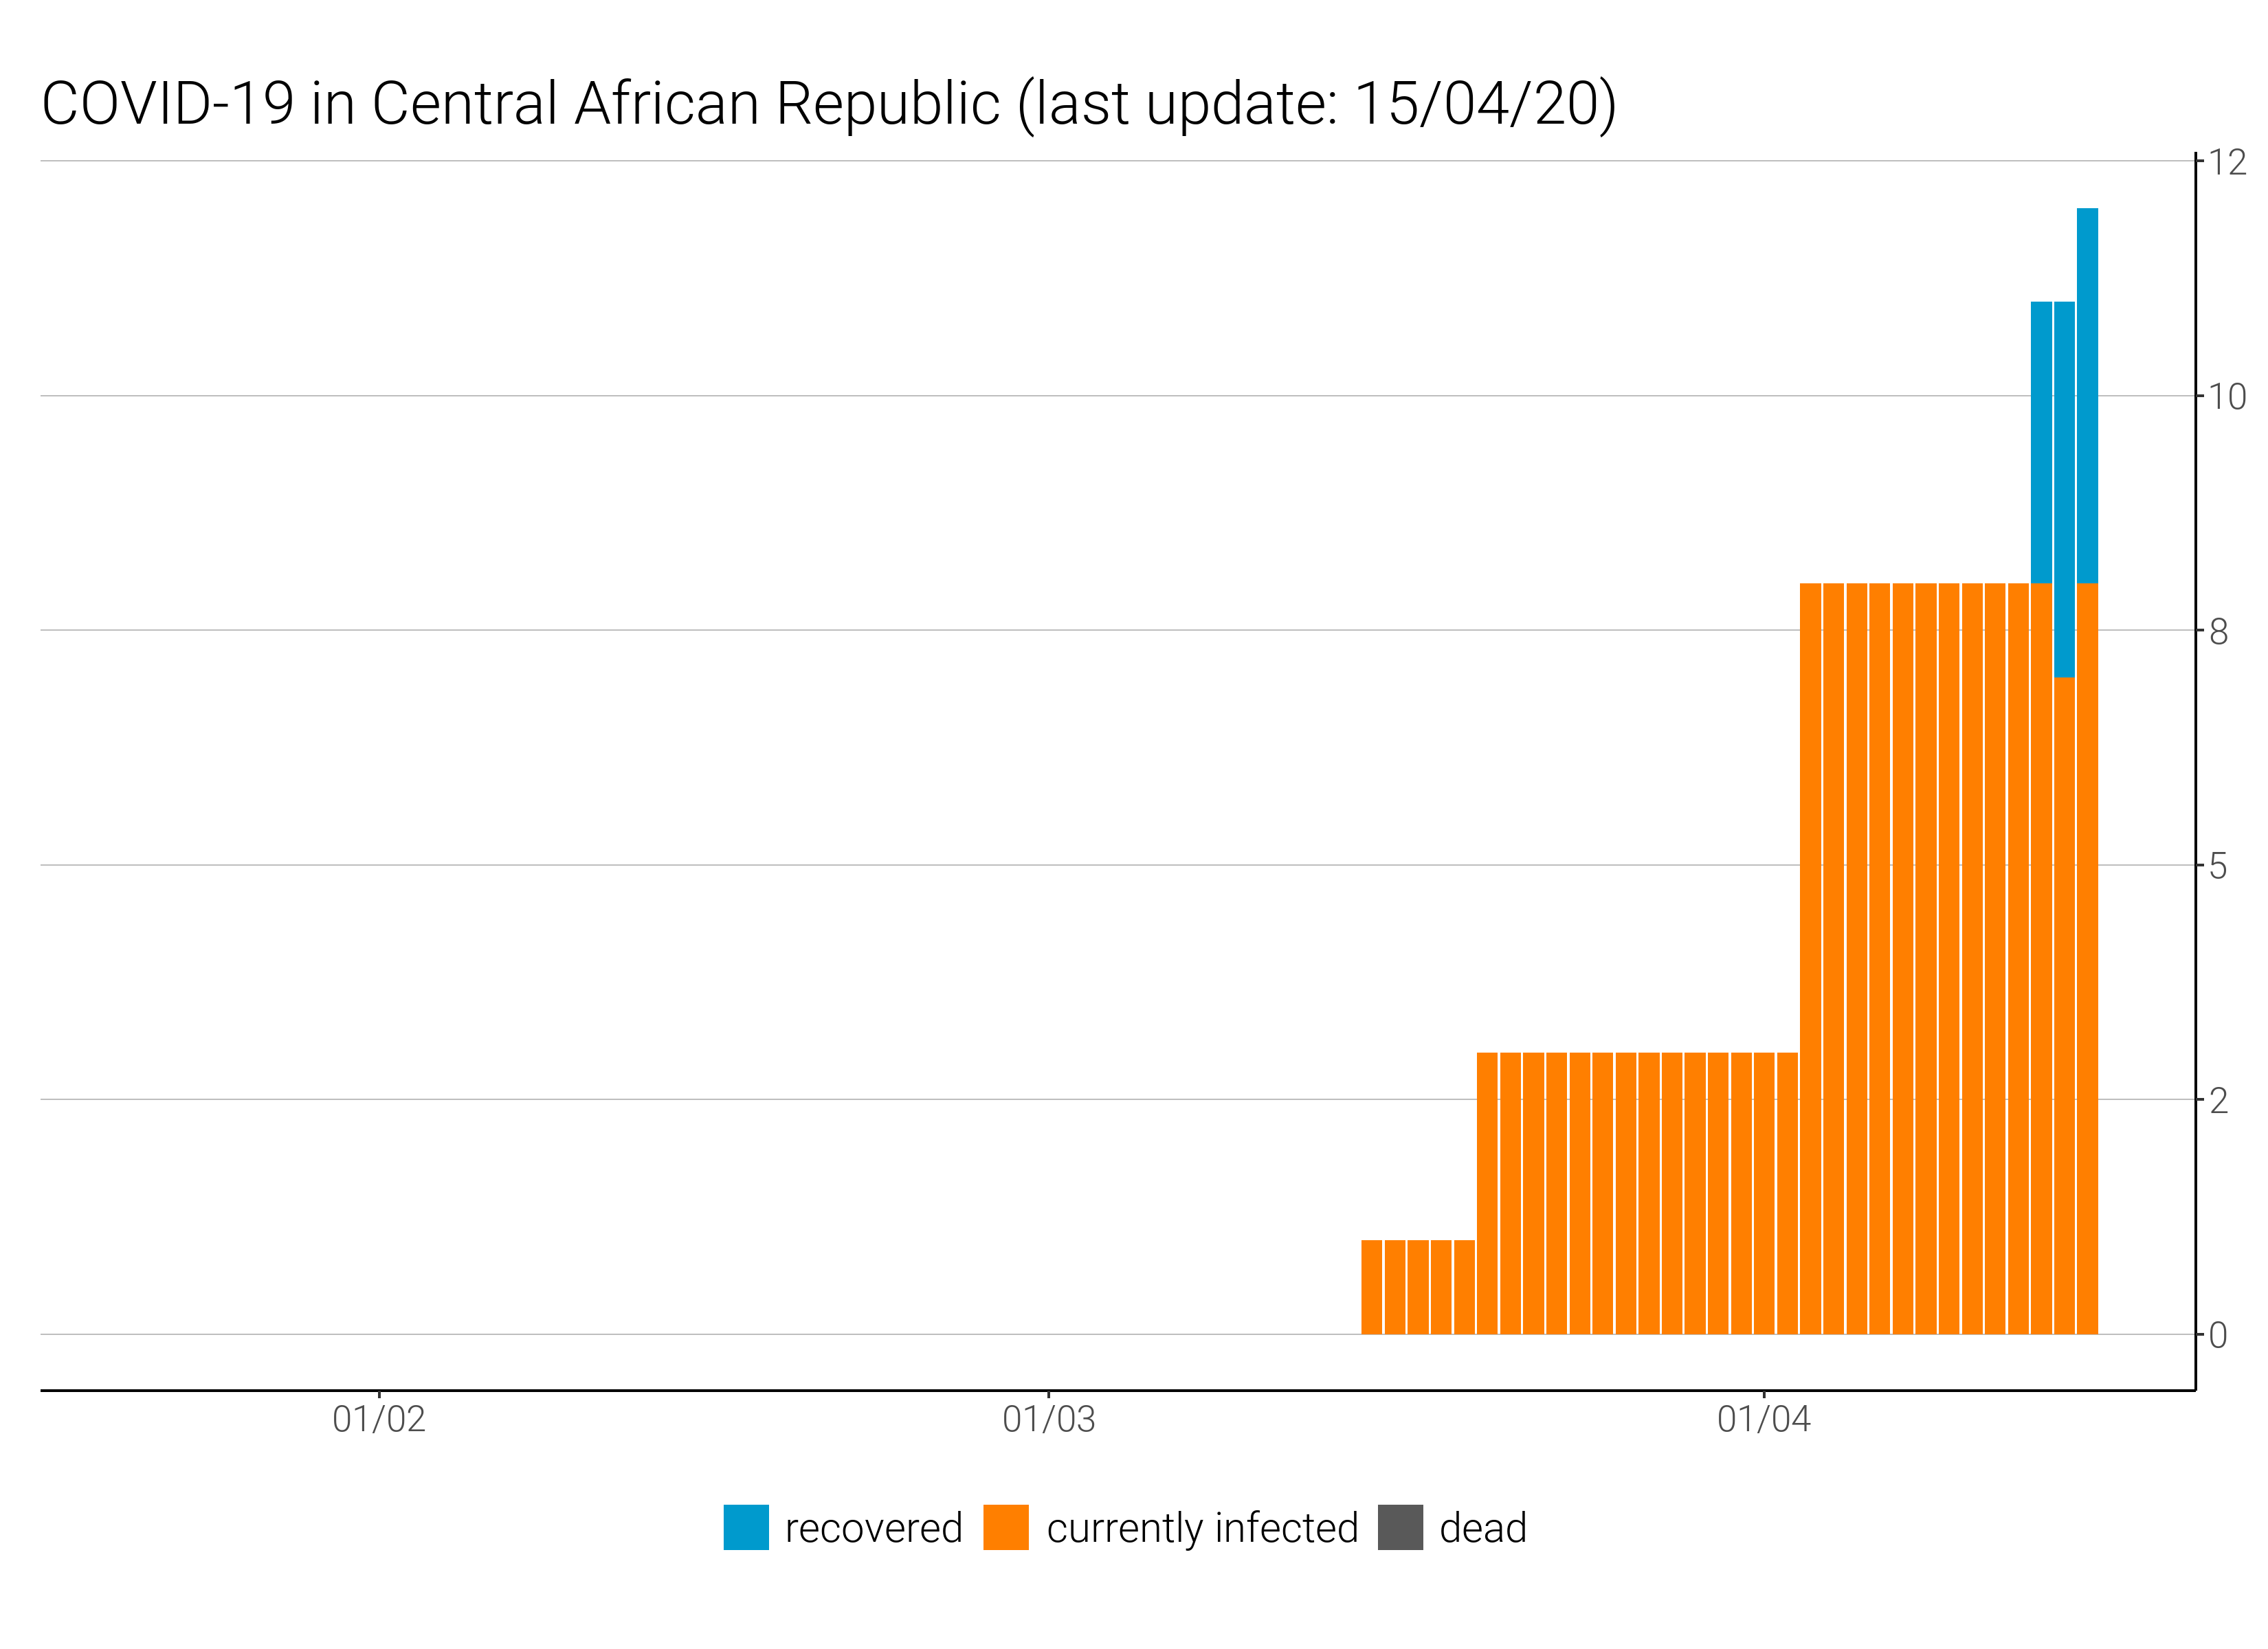 COVID-19 in Central African Republic (last update: 15/04/20)
12
10
8
5
2
0
01/02 01/03 01/04
recovered currently infected dead